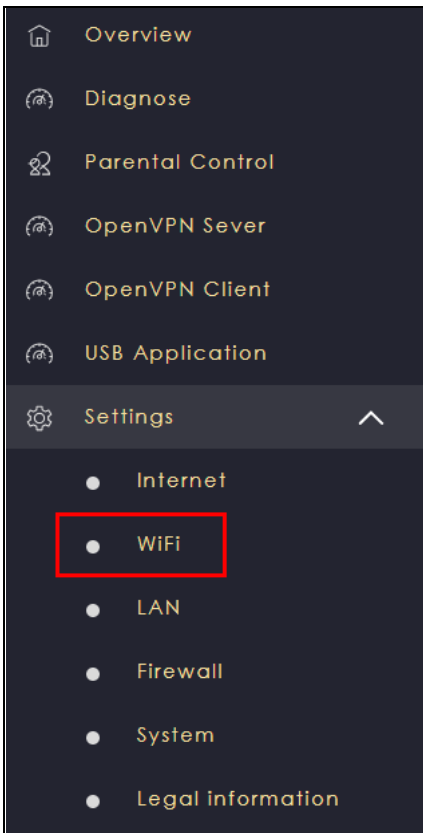 Overview
Diagnose
Parental Control
OpenVPN Sever
OpenVPN Client
USB Application
Settings
Internet
WiFi
LAN
Firewall
System
Legal information